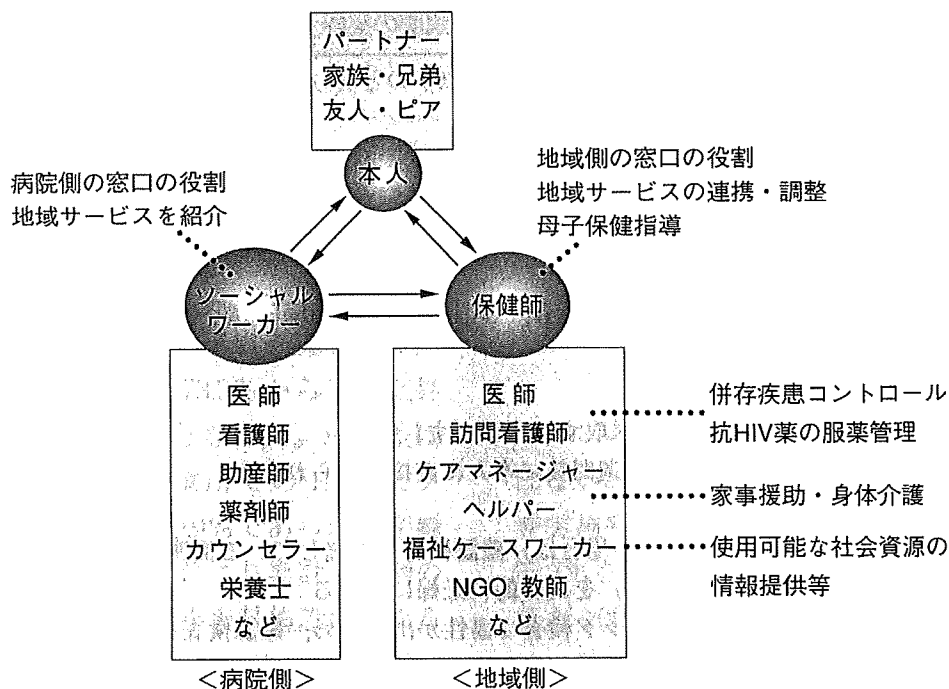 パートナー
家族・兄弟
友人・ピア
本人
病院側の窓口の役割
地域サービスを紹介
地域側の窓口の役割
地域サービスの連携・調整
母子保健指導
ソーシャル
ワーカー
保健師
医師
看護師
助産師
薬剤師
カウンセラー
栄養士
など
<病院側>
医師
訪問看護師
ケアマネージャー
ヘルパー
福祉ケースワーカー
NGO 教師
など
<地域側>
併存疾患コントロール
抗HIV薬の服薬管理
家事援助・身体介護
使用可能な社会資源の
情報提供等